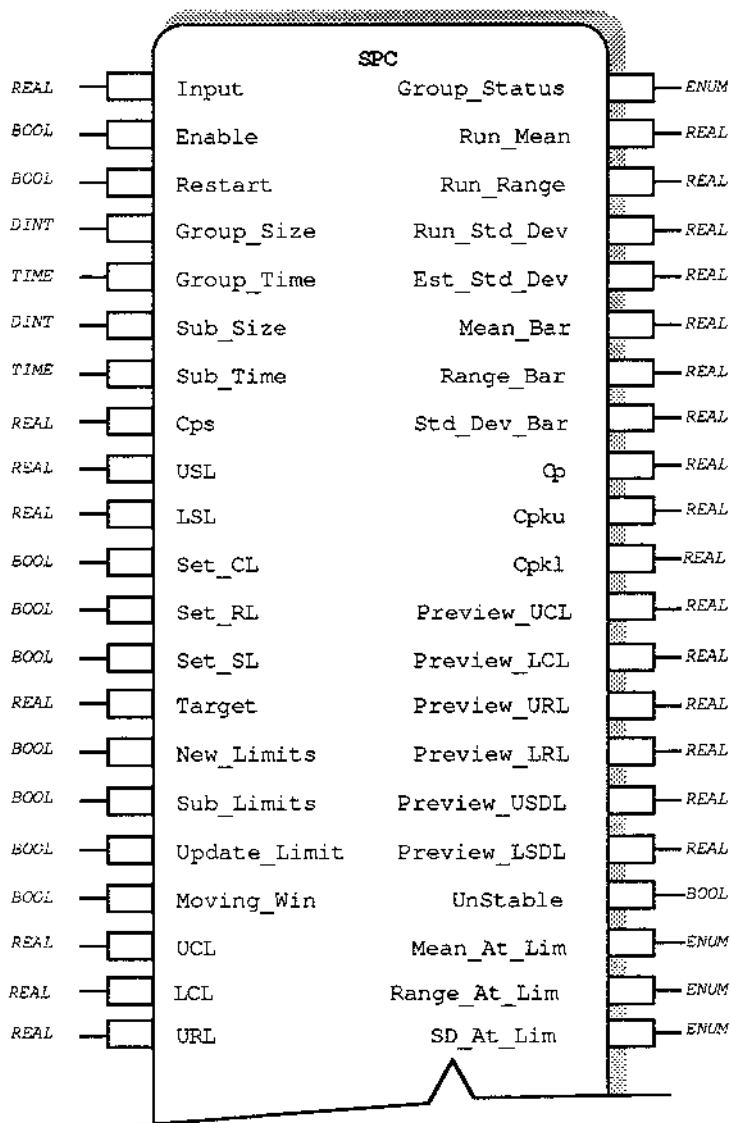 SPC
REAL Input Group_Status ENUM
BOOL Enable Run_Mean REAL
BOOL Restart Run_Range REAL
DINT Group_Size Run_Std_Dev REAL
TIME Group_Time Est_Std_Dev REAL
DINT Sub_Size Mean_Bar REAL
TIME Sub_Time Range_Bar REAL
REAL Cps Std_Dev_Bar REAL
REAL USL Cp REAL
REAL LSL Cpku REAL
BOOL Set_CL Cpkl REAL
BOOL Set_RL Preview_UCL REAL
BOOL Set_SL Preview_LCL REAL
REAL Target Preview_URL REAL
BOOL New_Limits Preview_LRL REAL
BOOL Sub_Limits Preview_USDL REAL
BOOL Update_Limit Preview_LSDL REAL
BOOL Moving_Win UnStable BOOL
REAL UCL Mean_At_Lim ENUM
REAL LCL Range_At_Lim ENUM
REAL URL SD_At_Lim ENUM